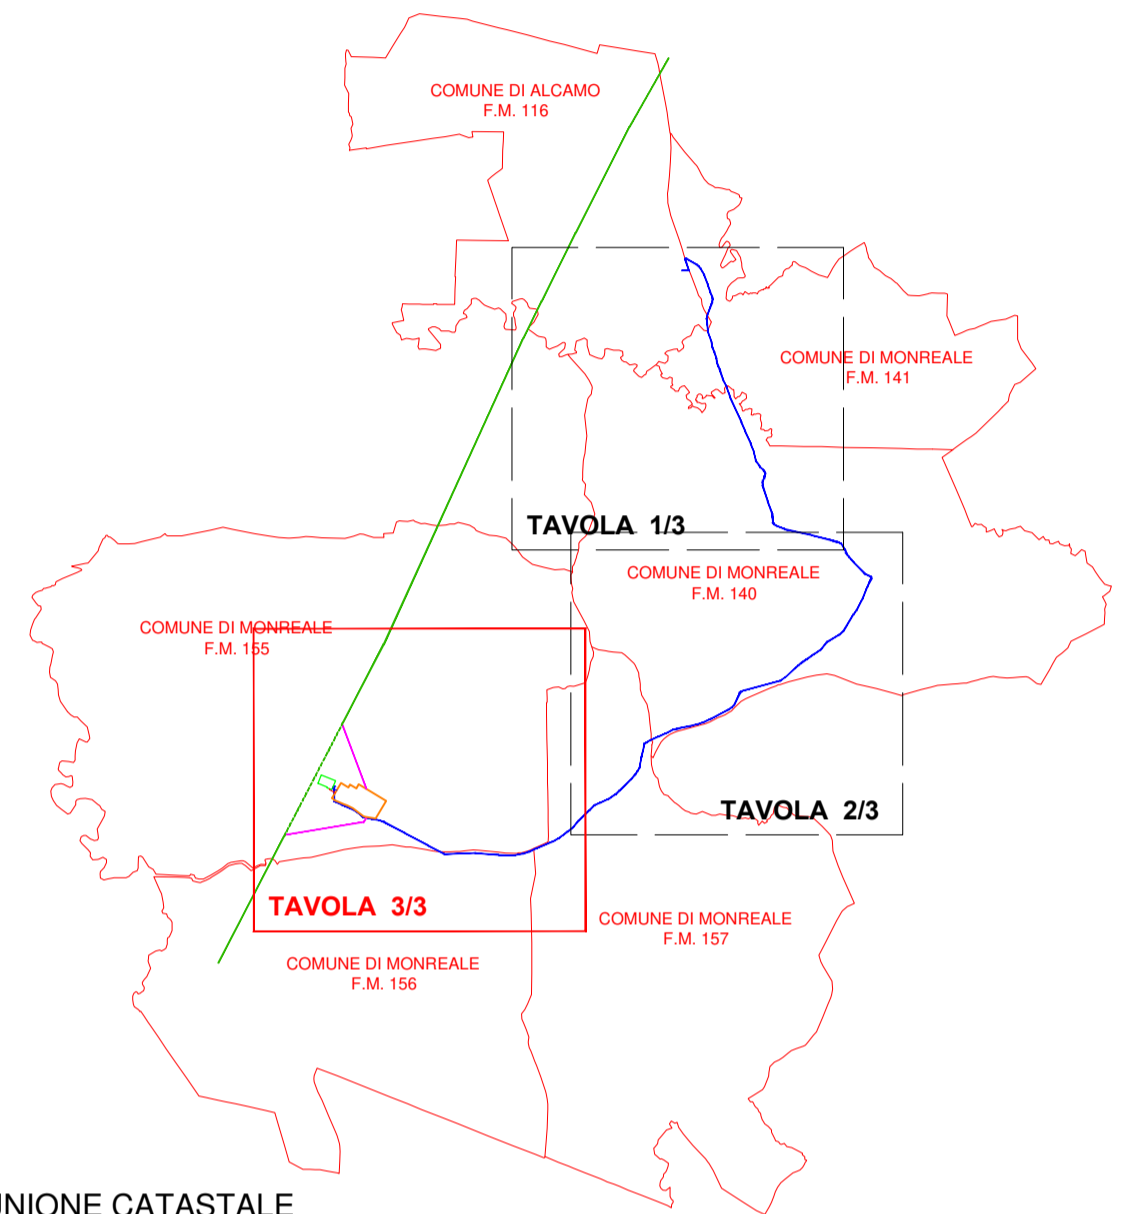 COMUNE DI ALCAMO
F.M. 116
COMUNE DI MONREALE
F.M. 141
TAVOLA 1/3
COMUNE DI MONREALE
F.M. 140
COMUNE DI MONREALE
F.M. 155
TAVOLA 2/3
TAVOLA 3/3
COMUNE DI MONREALE
F.M. 157
COMUNE DI MONREALE
F.M. 156
UNIONE CATASTALE